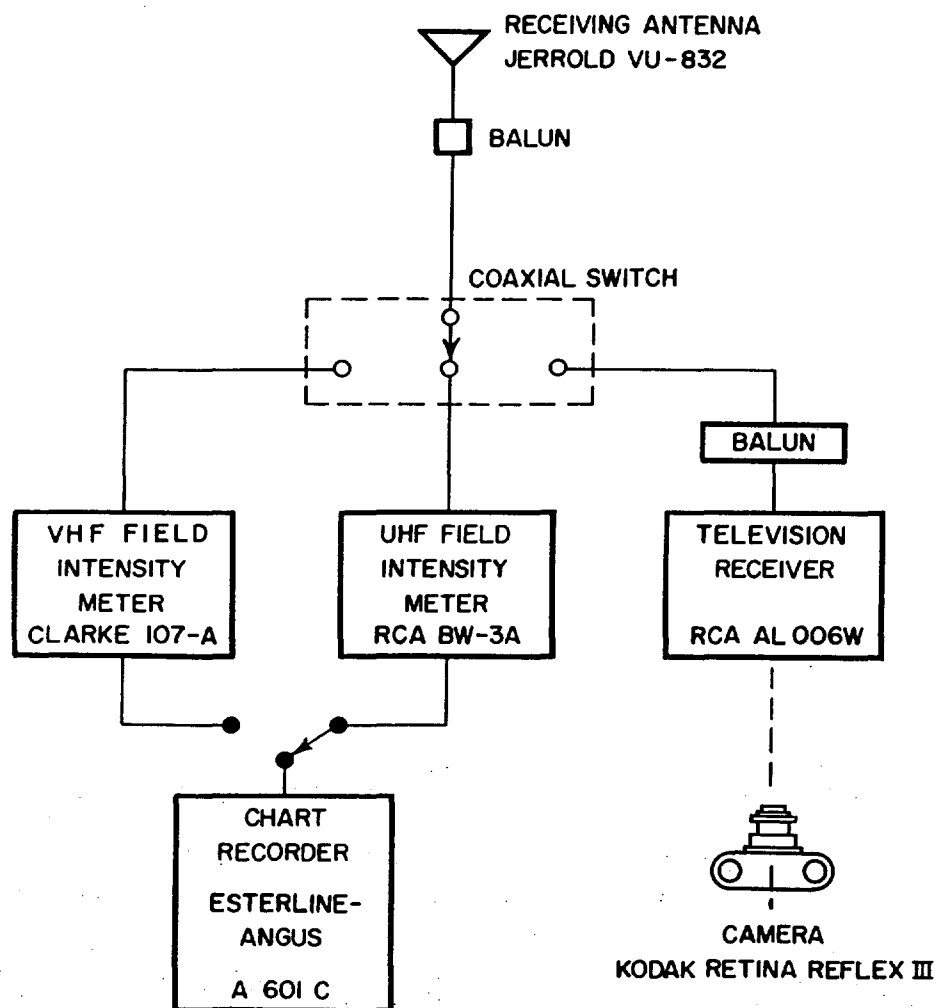 RECEIVING ANTENNA
JERROLD VU-832
BALUN
COAXIAL SWITCH
BALUN
VHF FIELD
INTENSITY
METER
CLARKE 107-A
UHF FIELD
INTENSITY
METER
RCA BW-3A
TELEVISION
RECEIVER
RCA AL 006W
CHART
RECORDER
ESTERLINE-
ANGUS
A 601 C
CAMERA
KODAK RETINA REFLEX III